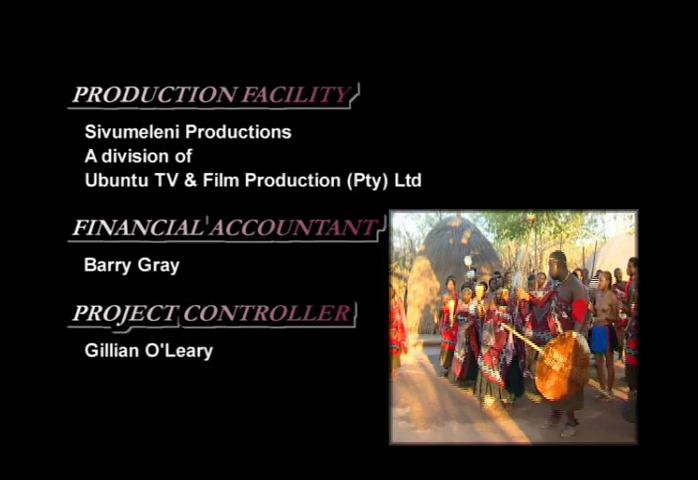 PRODUCTION FACILITY
Sivumeleni Productions
A division of
Ubuntu TV & Film Production (Pty) Ltd
FINANCIAL ACCOUNTANT
Barry Gray
PROJECT CONTROLLER
Gillian O'Leary